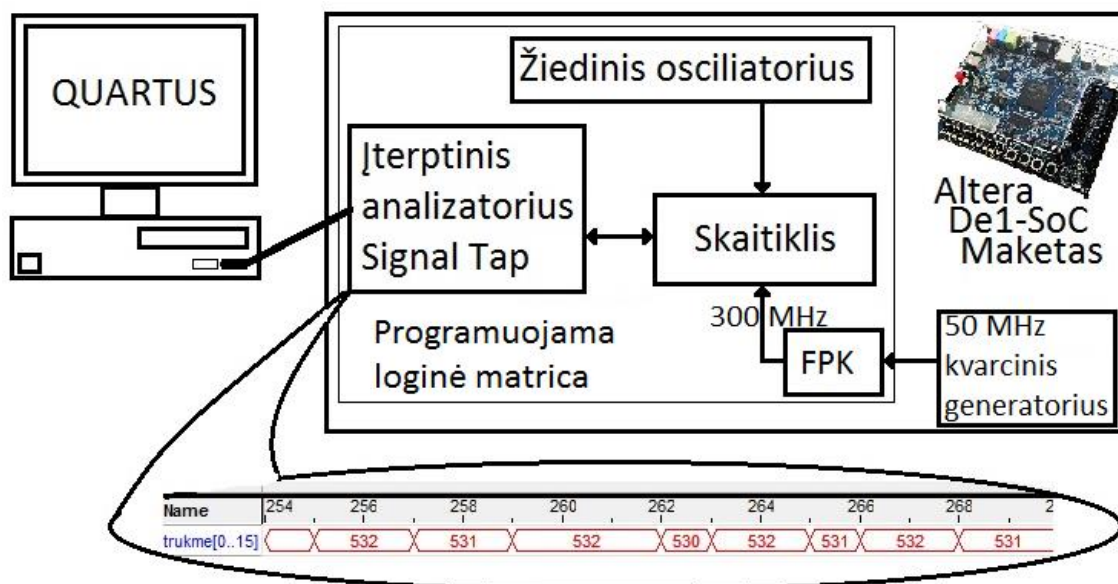 QUARTUS
Žiedinis osciliatorius
Įterptinis
analizatorius
Signal Tap
Skaitiklis
Altera
De1-SoC
Maketas
300 MHz
FPK
50 MHz
kvarcinis
generatorius
Programuojama
loginė matrica
Name 254 256 258 260 262 264 266 268 2
trukme[0..15] 532 531 532 530 532 531 532 531